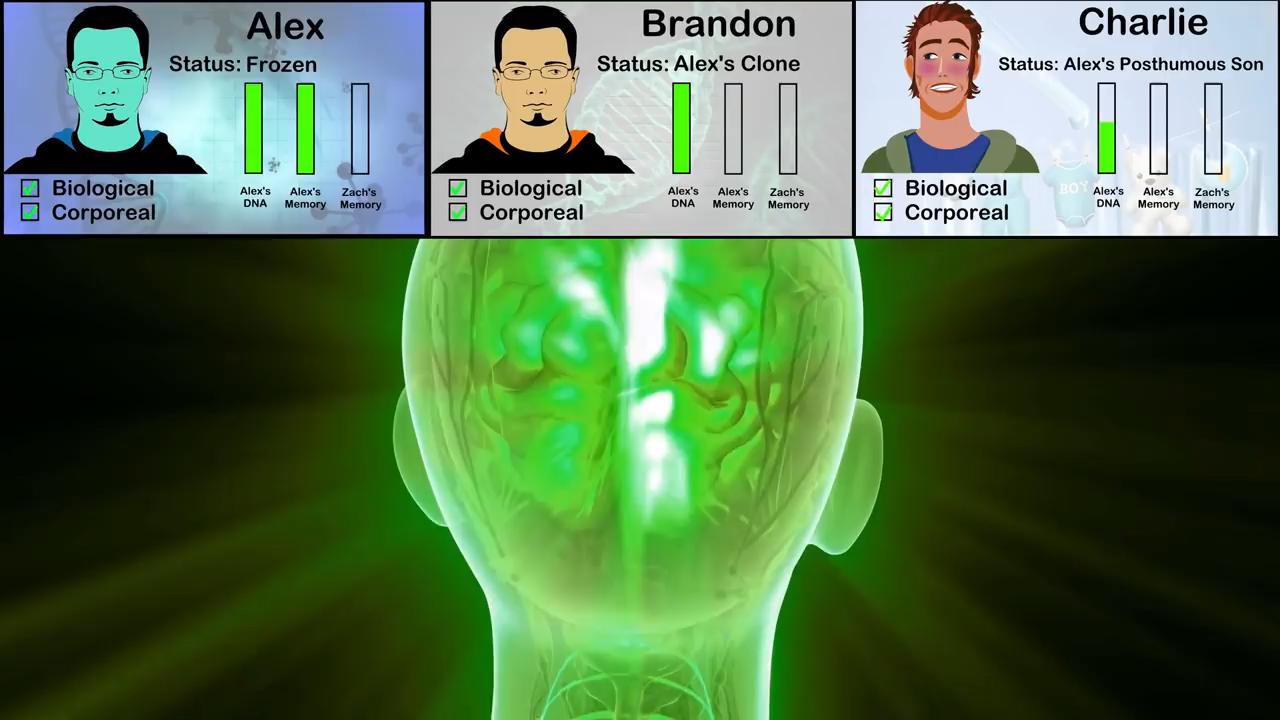 Alex
Status: Frozen
Biological
Corporeal
Alex's
DNA
Alex's
Memory
Zach's
Memory
Brandon
Status: Alex's Clone
Biological
Corporeal
Alex's
DNA
Alex's
Memory
Zach's
Memory
Charlie
Status: Alex's Posthumous Son
Biological
Corporeal
Alex's
DNA
Alex's
Memory
Zach's
Memory
BOY